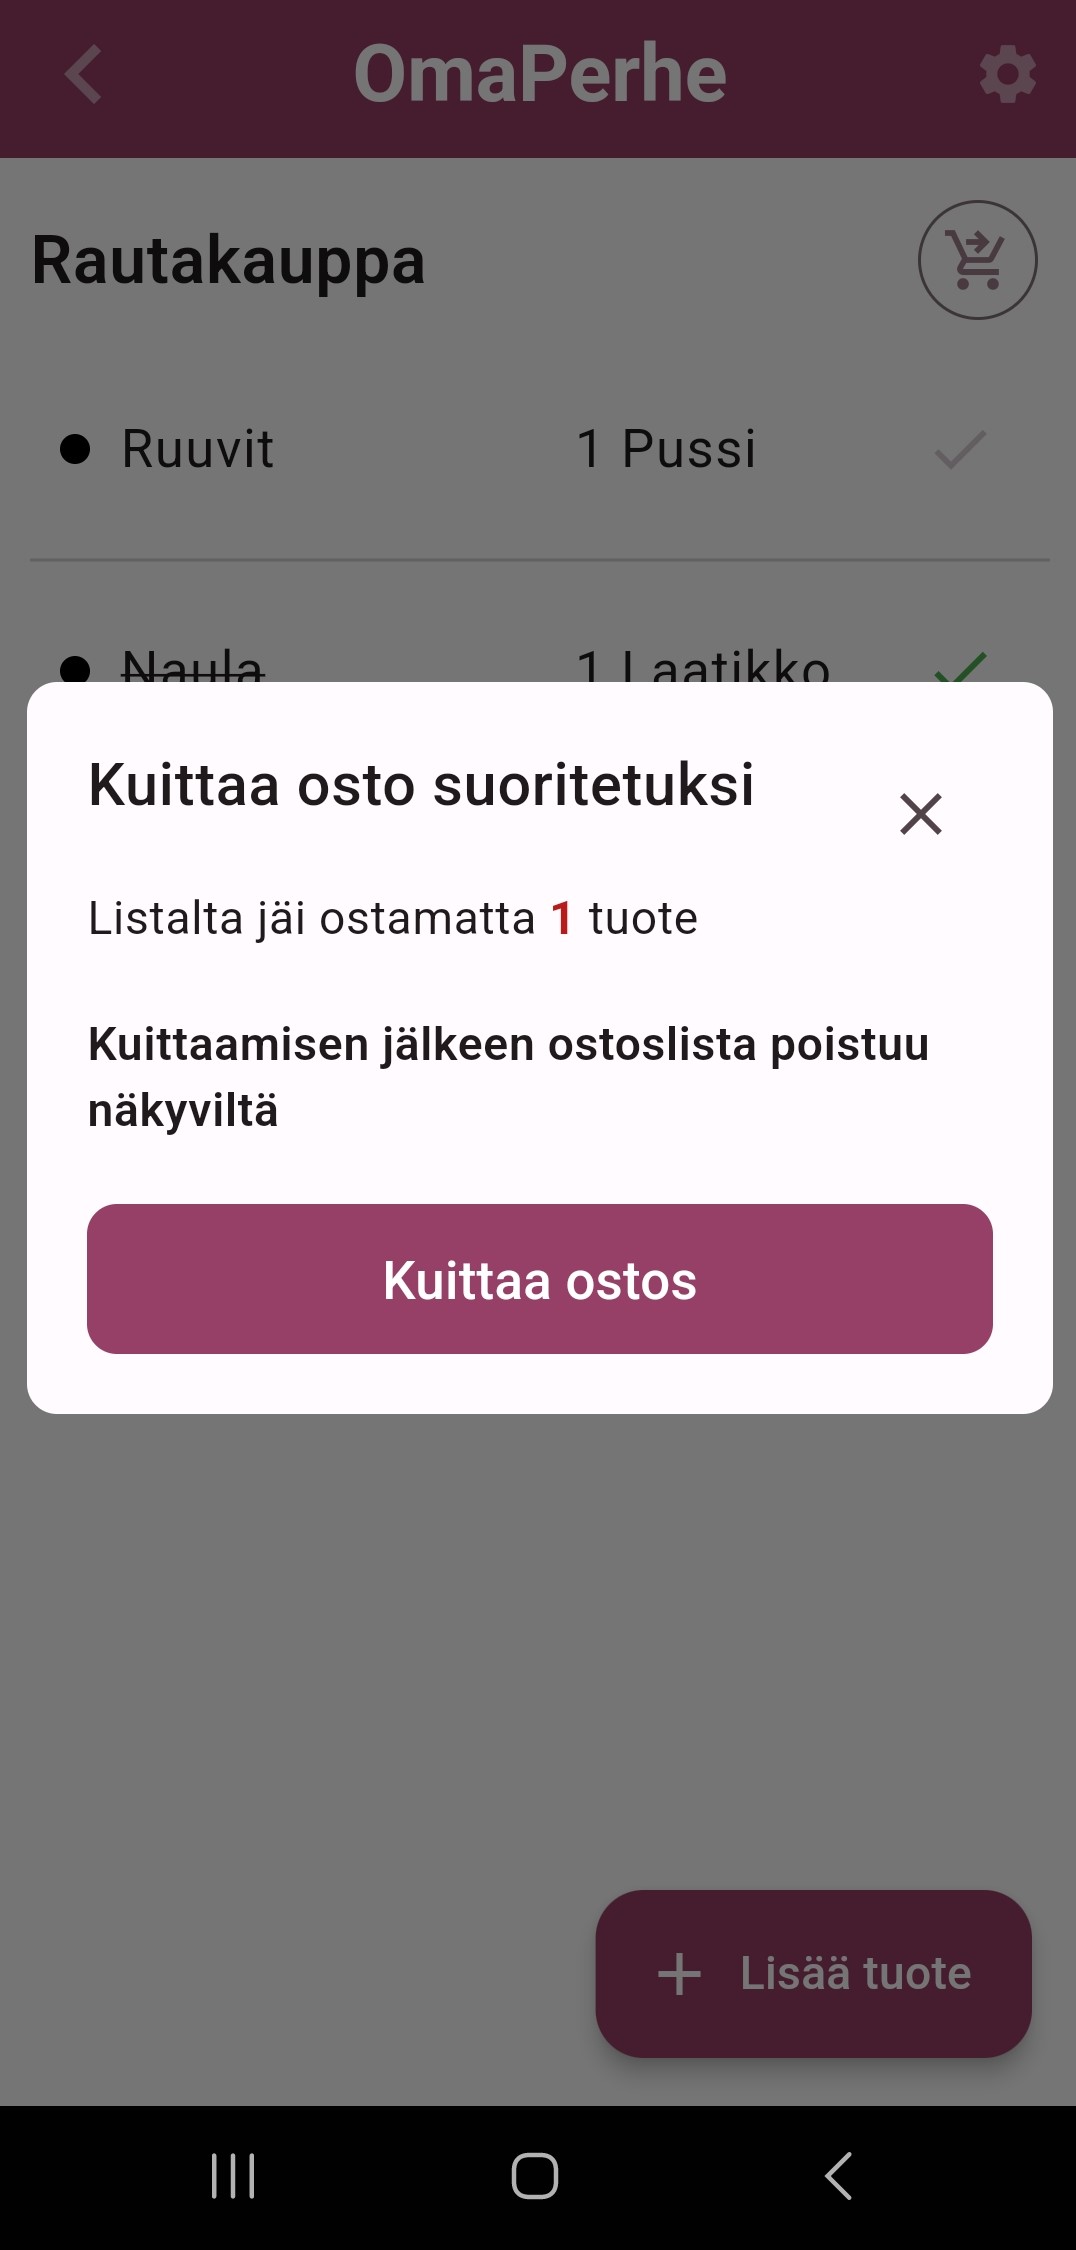 OmaPerhe
Rautakauppa
Ruuvit 1 Pussi
Naula 1 Laatikko
Kuittaa osto suoritetuksi
Listalta jäi ostamatta 1 tuote
Kuittaamisen jälkeen ostoslista poistuu
näkyviltä
Kuittaa ostos
Lisää tuote